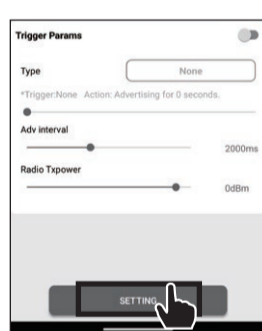 Trigger Params
Type
None
*Trigger:None Action: Advertising for 0 seconds.
Adv interval
2000ms
Radio Txpower
0dBm
SETTING